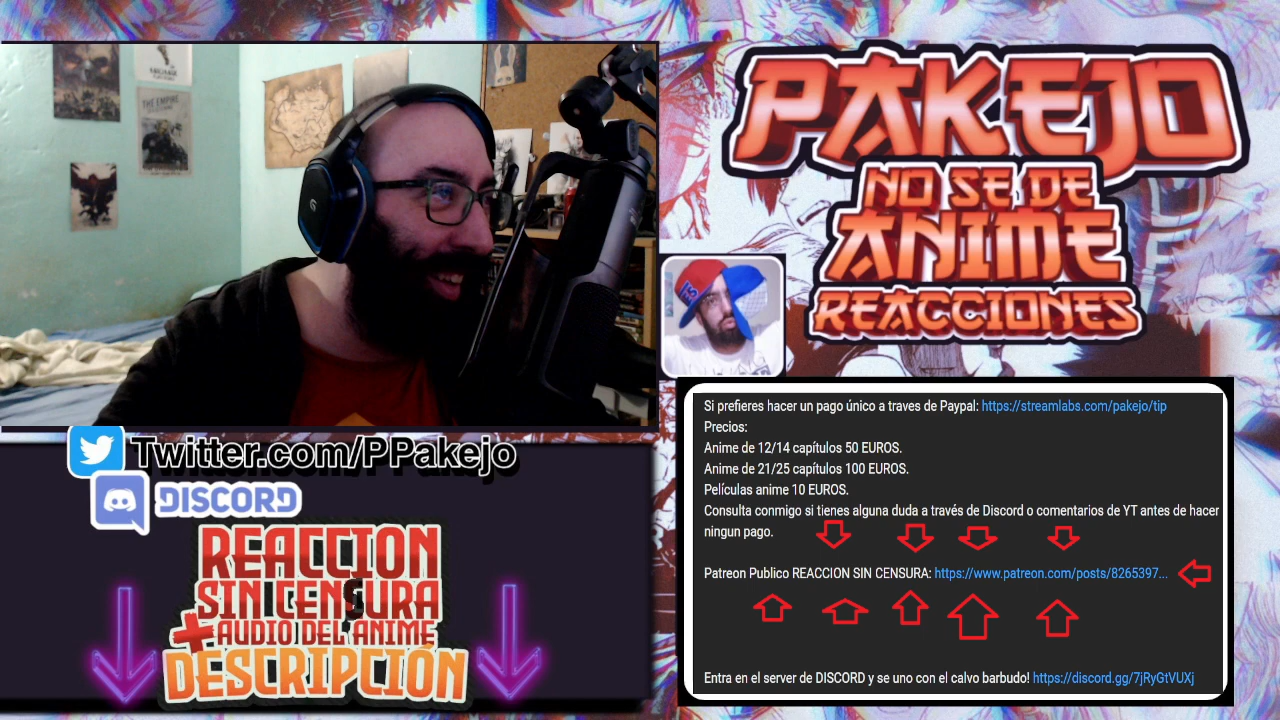 THE EMPIRE
PAKEJO
NO SE DE
ANIME
REACCIONES
Si prefieres hacer un pago único a traves de Paypal: https://streamlabs.com/pakejo/tip
Precios:
Anime de 12/14 capítulos 50 EUROS.
Anime de 21/25 capítulos 100 EUROS.
Películas anime 10 EUROS.
Consulta conmigo si tienes alguna duda a través de Discord o comentarios de YT antes de hacer
ningun pago.
Patreon Publico REACCION SIN CENSURA: https://www.patreon.com/posts/8265397...
Entra en el server de DISCORD y se uno con el calvo barbudo! https://discord.gg/7jRyGtVUXj
Twitter.com/PPakejo
DISCORD
REACCION
SIN CENSURA
+ AUDIO DEL ANIME
DESCRIPCIÓN